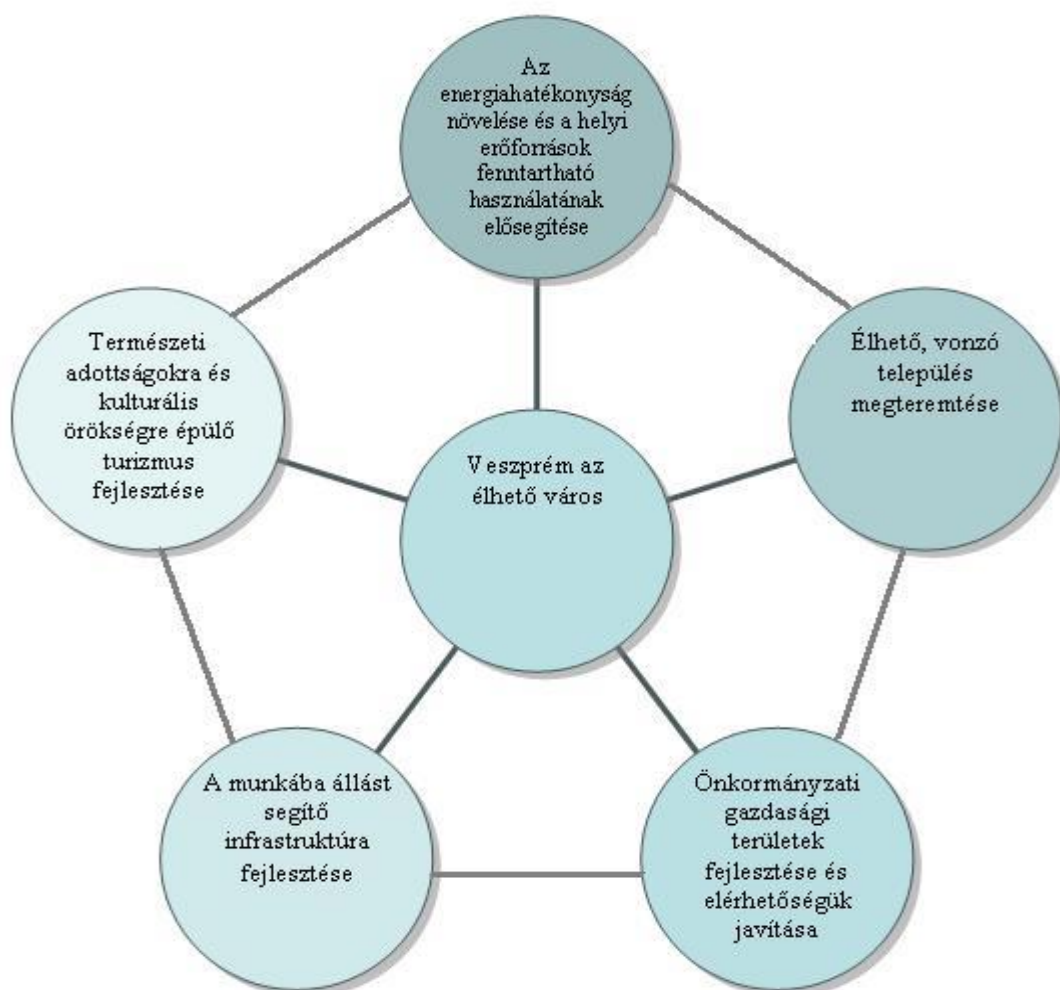 Az
energiahatékonyság
növelése és a helyi
erőforrások
fenntartható
használatának
elősegítése
Természeti
adottságokra és
kulturális
örökségre épülő
turizmus
fejlesztése
Élhető, vonzó
település
megteremtése
Veszprém az
élhető város
A munkába állást
segítő
infrastruktúra
fejlesztése
Önkormányzati
gazdasági
területek
fejlesztése és
elérhetőségük
javítása